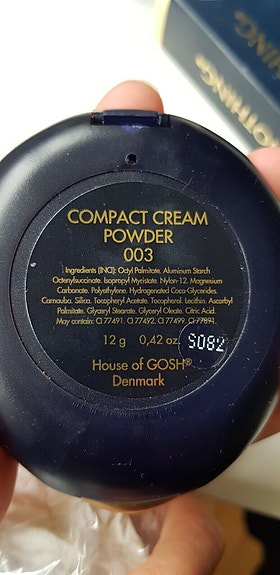 NOTHING®
COMPACT CREAM
POWDER
003
Ingredients (INCI): Octyl Palmitate, Aluminum Starch
Octenylsuccinate, Isopropyl Myristate, Nylon-12, Magnesium
Carbonate, Polyethylene, Hydrogenated Coco-Glycerides,
Carnauba, Silica, Tocopheryl Acetate, Tocopherol, Lecithin, Ascorbyl
Palmitate, Glyceryl Stearate, Glyceryl Oleate, Citric Acid.
May contain: CI 77491, CI 77492, CI 77499, CI 77891.
12 g 0,42 oz. S082
House of GOSH®
Denmark